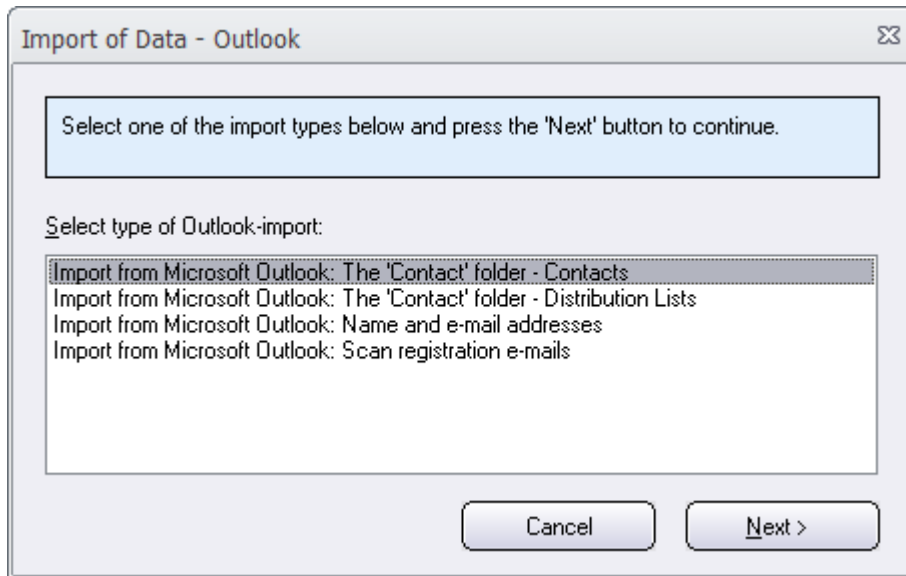 Import of Data - Outlook
Select one of the import types below and press the 'Next' button to continue.
Select type of Outlook-import:
Import from Microsoft Outlook: The 'Contact' folder - Contacts
Import from Microsoft Outlook: The 'Contact' folder - Distribution Lists
Import from Microsoft Outlook: Name and e-mail addresses
Import from Microsoft Outlook: Scan registration e-mails
Cancel
Next >